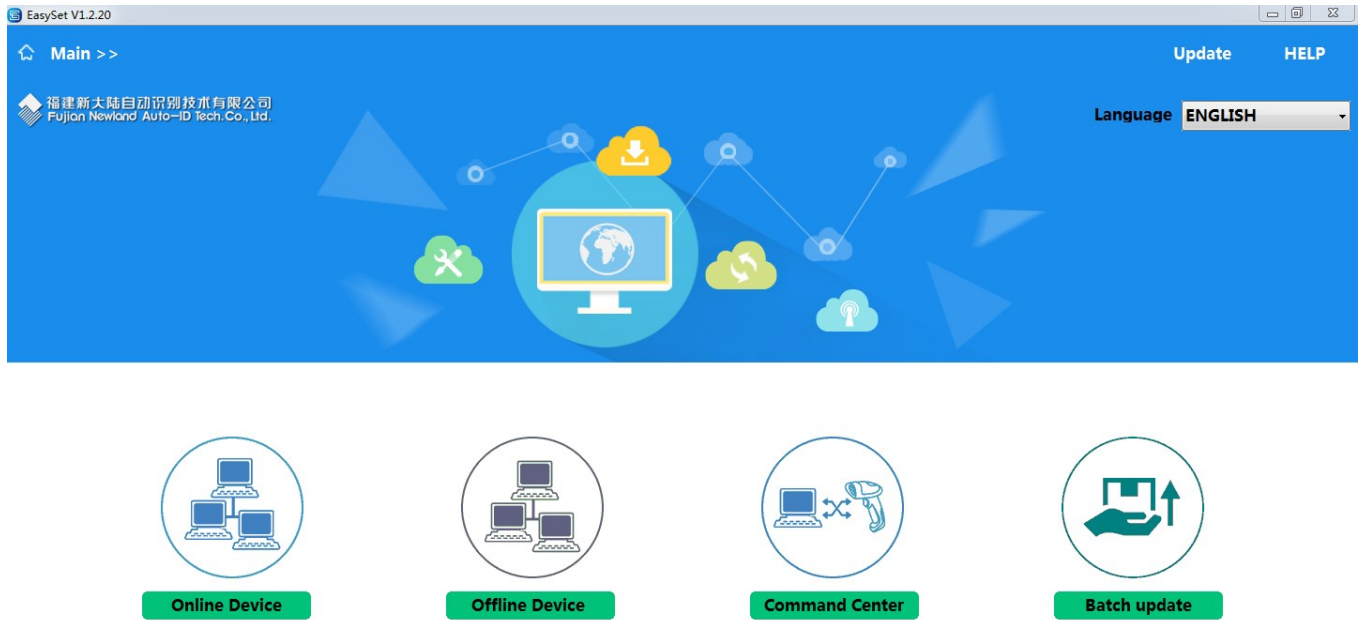 EasySet V1.2.20
Main >>
Update
HELP
福建新大陆自动识别技术有限公司
Fujian Newland Auto-ID Tech.Co.,Ltd.
Language
ENGLISH
Online Device
Offline Device
Command Center
Batch update